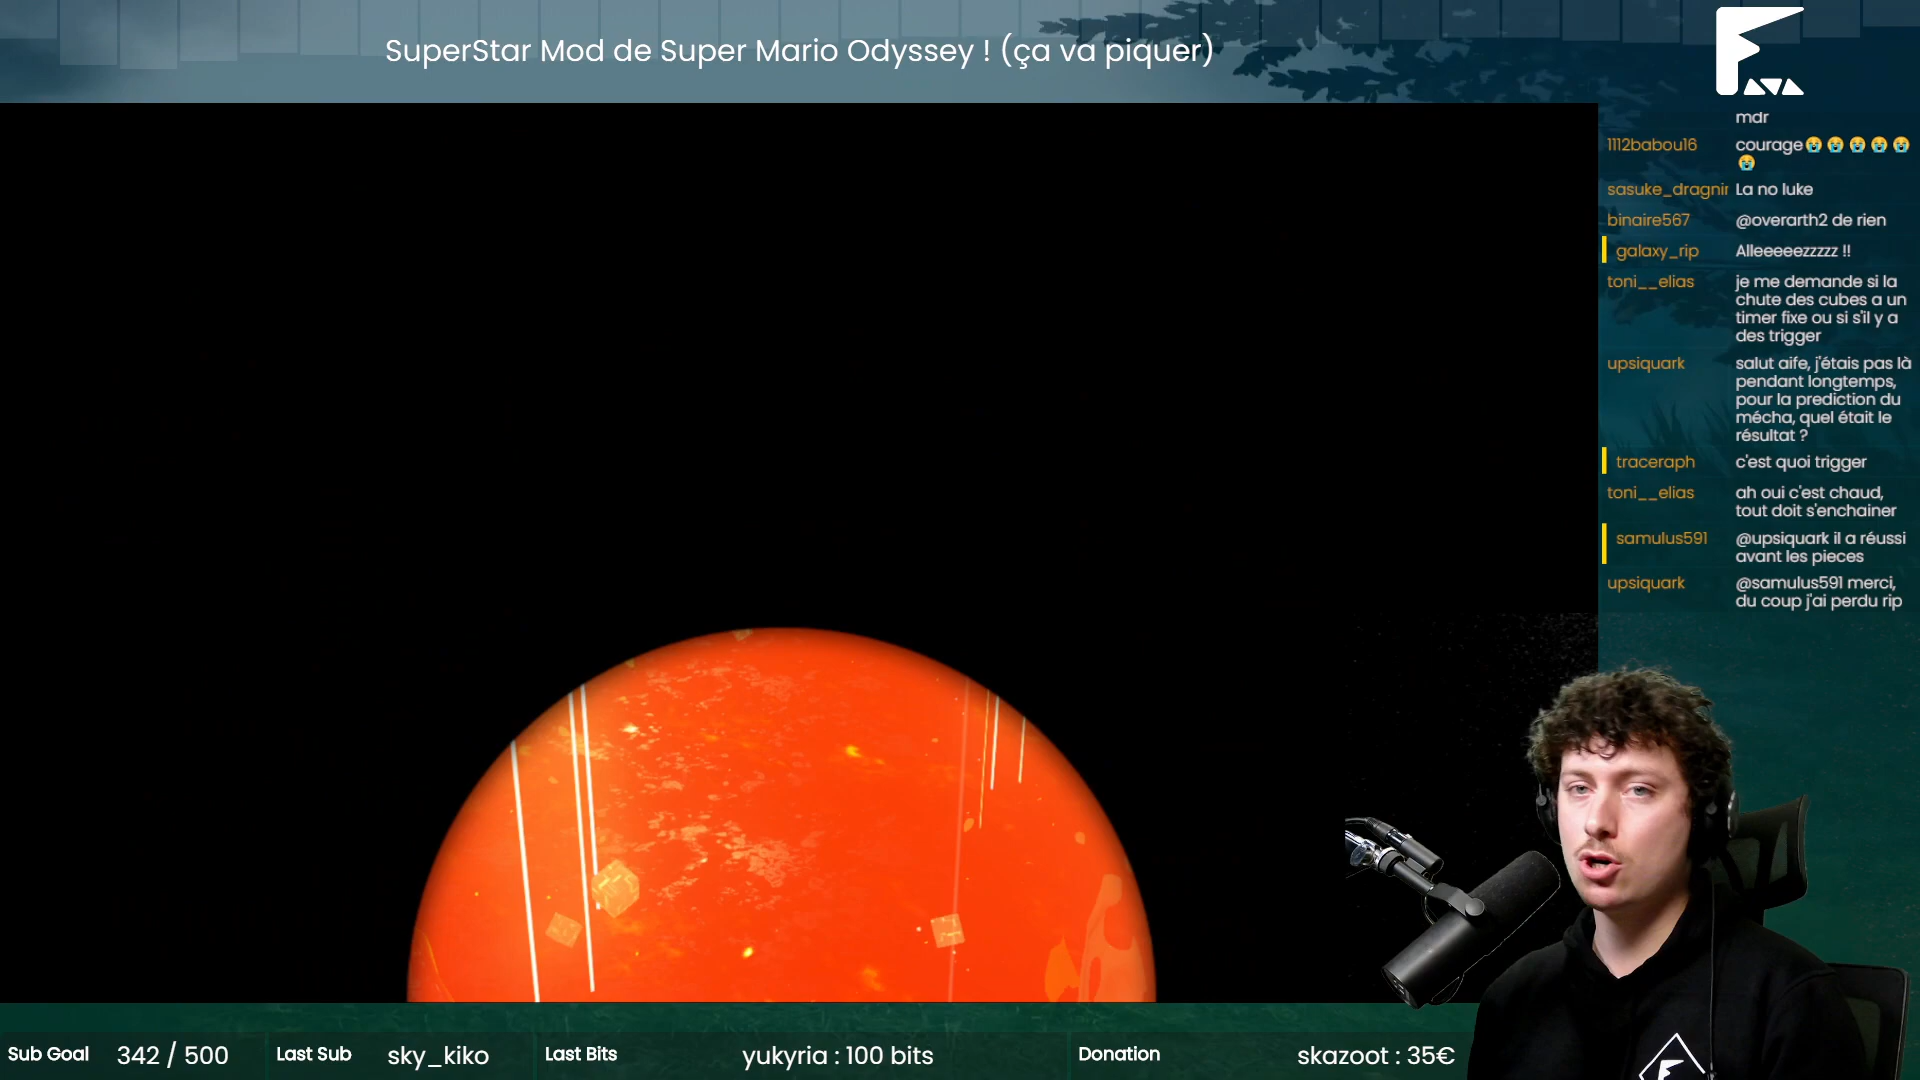 SuperStar Mod de Super Mario Odyssey ! (ça va piquer)
mdr
1112babou16 courage😭😭😭😭😭
😭
sasuke_dragnir La no luke
binaire567 @overarth2 de rien
galaxy_rip Alleeeeezzzzz !!
toni__elias je me demande si la
chute des cubes a un
timer fixe ou si s'il y a
des trigger
upsiquark salut aife, j'étais pas là
pendant longtemps,
pour la prediction du
mécha, quel était le
résultat ?
traceraph c'est quoi trigger
toni__elias ah oui c'est chaud,
tout doit s'enchainer
samulus591 @upsiquark il a réussi
avant les pieces
upsiquark @samulus591 merci,
du coup j'ai perdu rip
Sub Goal 342 / 500 Last Sub sky_kiko Last Bits yukyria : 100 bits Donation skazoot : 35€